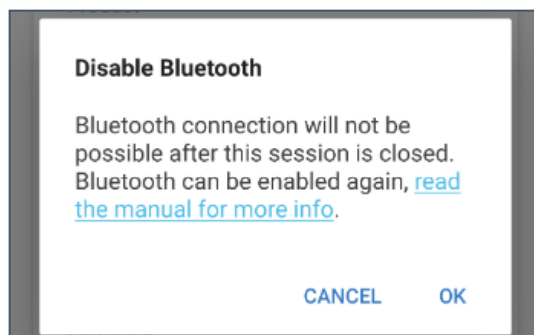 Disable Bluetooth
Bluetooth connection will not be
possible after this session is closed.
Bluetooth can be enabled again, read
the manual for more info.
CANCEL OK